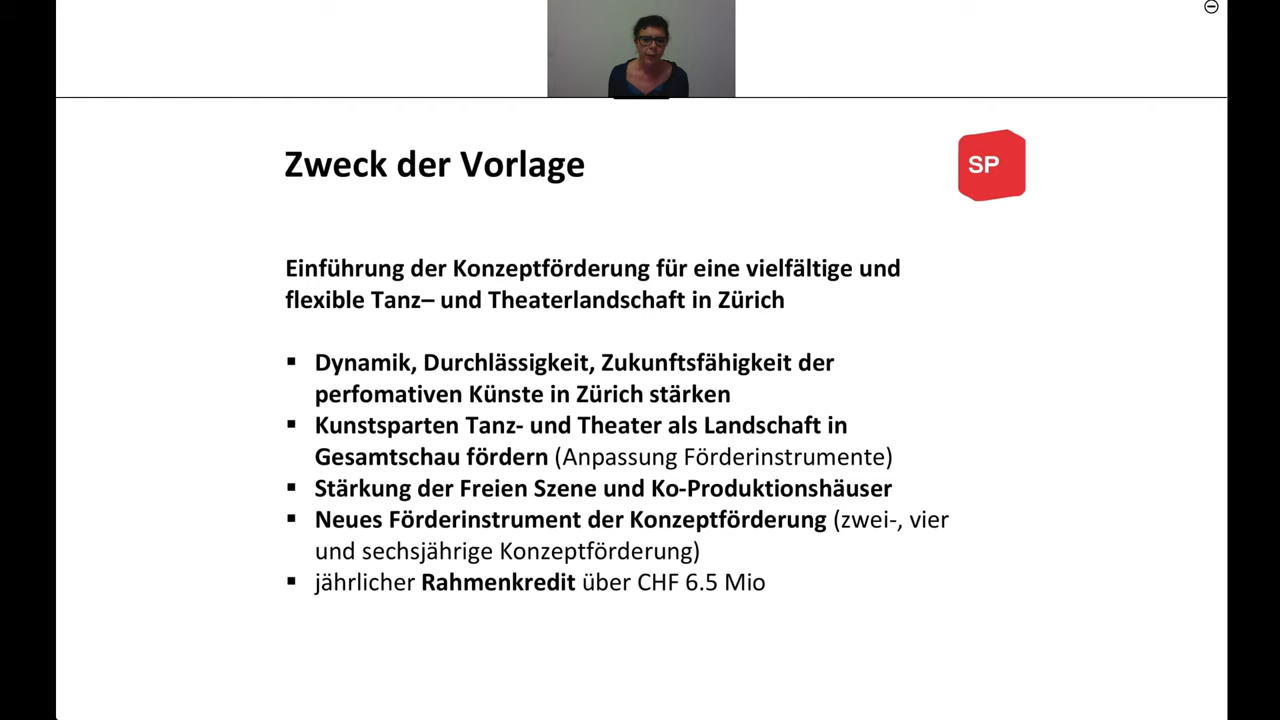 Zweck der Vorlage
SP
Einführung der Konzeptförderung für eine vielfältige und
flexible Tanz– und Theaterlandschaft in Zürich
▪ Dynamik, Durchlässigkeit, Zukunftsfähigkeit der
perfomativen Künste in Zürich stärken
▪ Kunstsparten Tanz- und Theater als Landschaft in
Gesamtschau fördern (Anpassung Förderinstrumente)
▪ Stärkung der Freien Szene und Ko-Produktionshäuser
▪ Neues Förderinstrument der Konzeptförderung (zwei-, vier
und sechsjährige Konzeptförderung)
▪ jährlicher Rahmenkredit über CHF 6.5 Mio